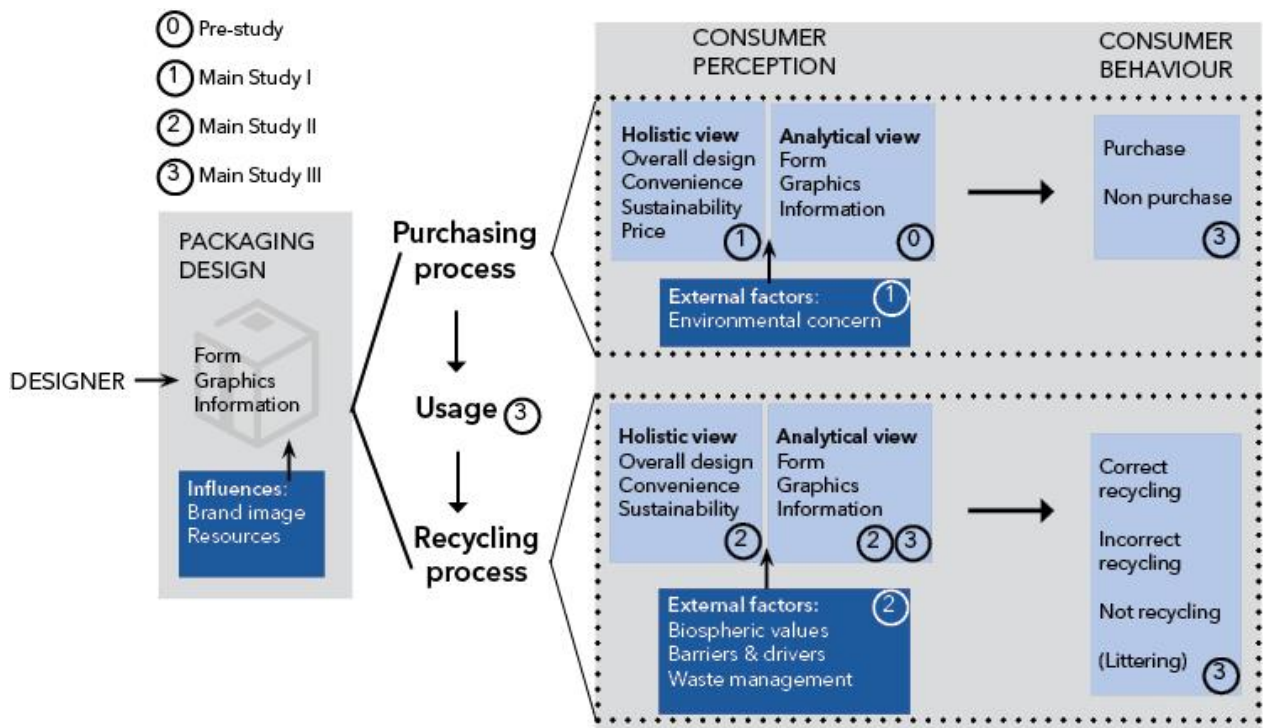 0 Pre-study
1 Main Study I
2 Main Study II
3 Main Study III
DESIGNER
PACKAGING
DESIGN
Form
Graphics
Information
Influences:
Brand image
Resources
Purchasing
process
Usage 3
Recycling
process
CONSUMER
PERCEPTION
CONSUMER
BEHAVIOUR
Holistic view
Overall design
Convenience
Sustainability
Price
1
Analytical view
Form
Graphics
Information
0
External factors: 1
Environmental concern
Purchase
Non purchase
3
Holistic view
Overall design
Convenience
Sustainability
2
Analytical view
Form
Graphics
Information
2 3
External factors: 2
Biospheric values
Barriers & drivers
Waste management
Correct
recycling
Incorrect
recycling
Not recycling
(Littering) 3